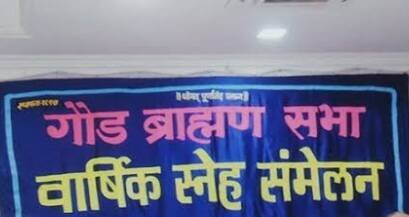 गौड ब्राह्मण सभा
वार्षिक स्नेह संमेलन